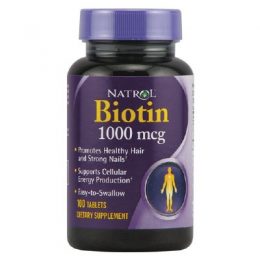 NATROL
Biotin
1000 mcg
• Promotes Healthy Hair
and Strong Nails†
• Supports Cellular
Energy Production†
• Easy-to-Swallow
100 TABLETS
DIETARY SUPPLEMENT